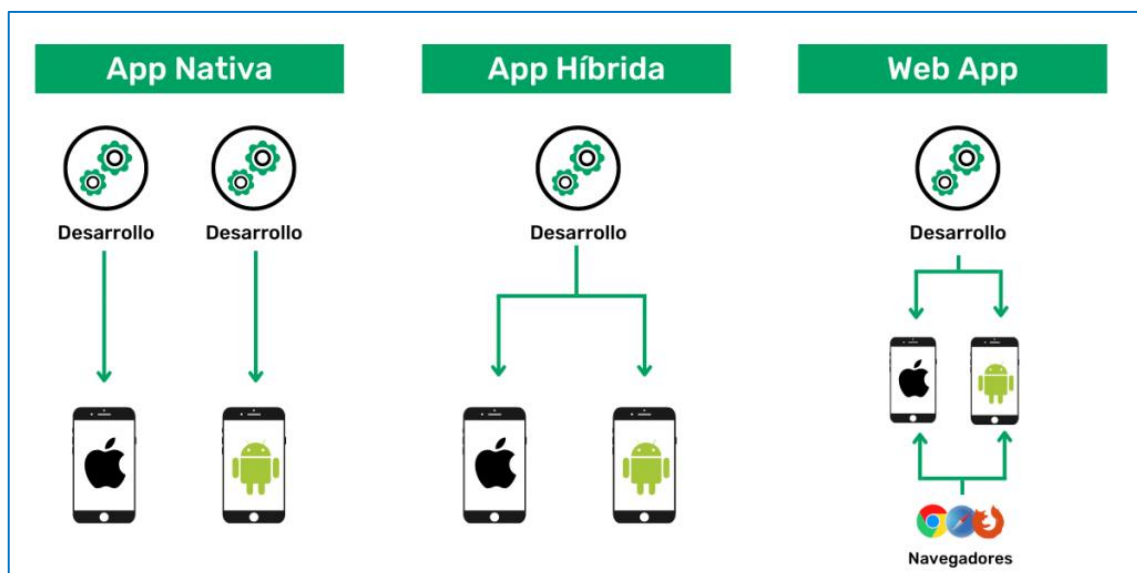 App Nativa
App Híbrida
Web App
Desarrollo
Desarrollo
Desarrollo
Desarrollo
Navegadores